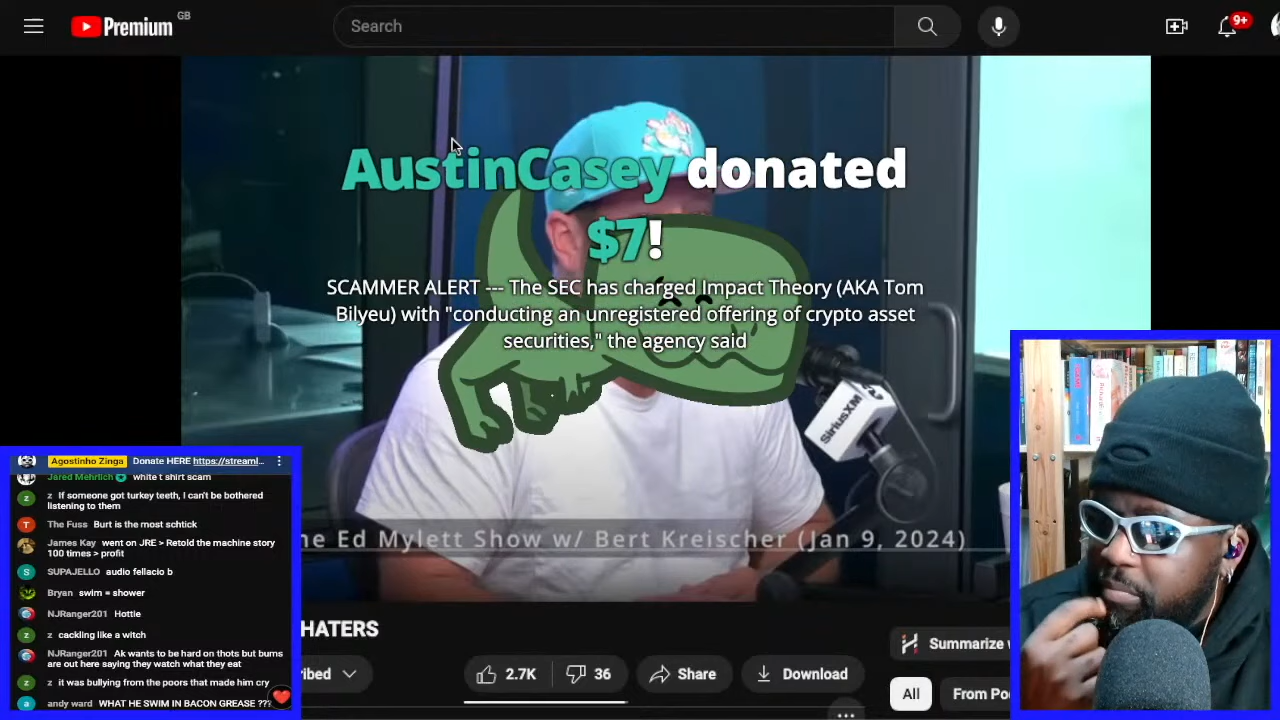 Premium
GB
Search
9+
AustinCasey donated
$7!
SCAMMER ALERT --- The SEC has charged Impact Theory (AKA Tom
Bilyeu) with "conducting an unregistered offering of crypto asset
securities," the agency said
SiriusXM
he Ed Mylett Show w/ Bert Kreischer (Jan 9, 2024)
HATERS
ribed
2.7K
36
Share
Download
Summarize
All
From
Agostinho Zinga Donate HERE https://streaml...
Jared Mehrlich white t shirt scam
z If someone got turkey teeth, I can't be bothered
listening to them
The Fuss Burt is the most schtick
James Kay went on JRE > Retold the machine story
100 times > profit
SUPAJELLO audio fellacio b
Bryan swim = shower
NJRanger201 Hottie
z cackling like a witch
NJRanger201 Ak wants to be hard on thots but bums
are out here saying they watch what they eat
z it was bullying from the poors that made him cry
andy ward WHAT HE SWIM IN BACON GREASE ???